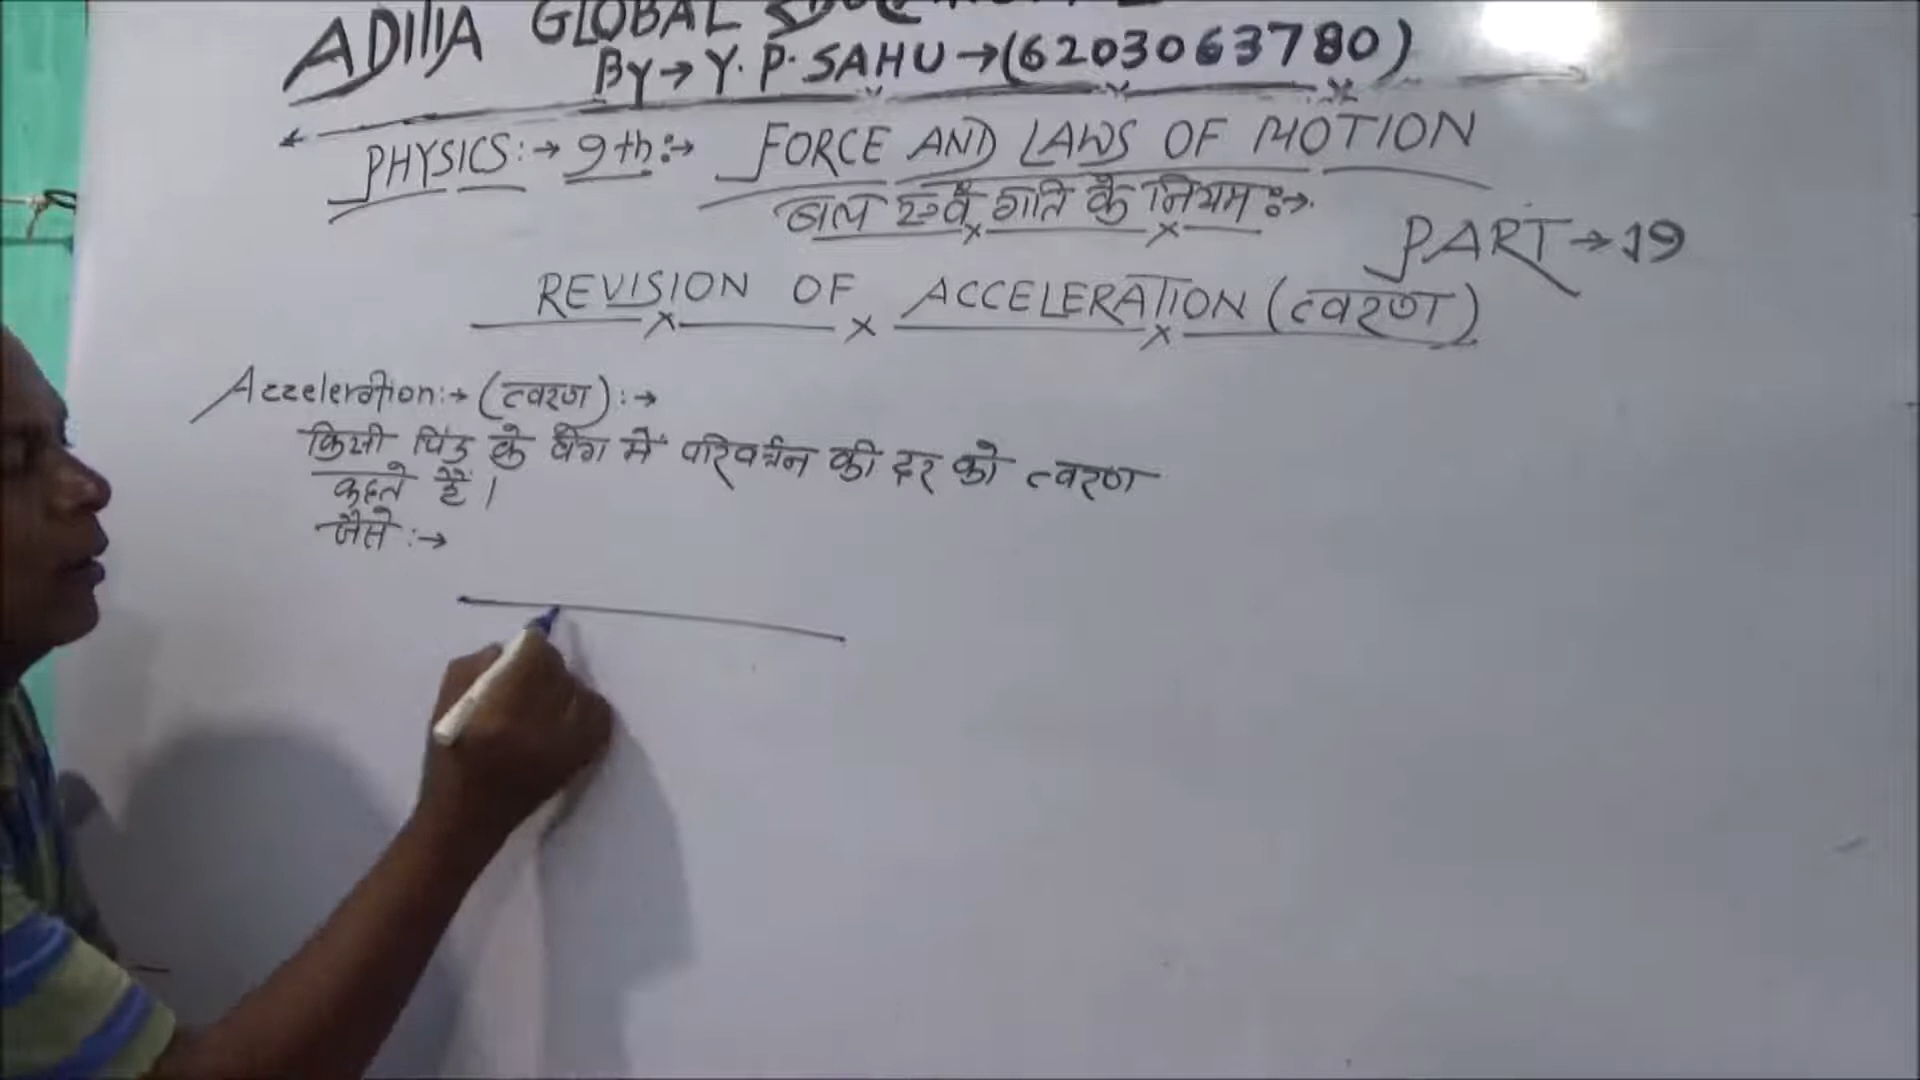 GLOBAL
BY→ Y. P. SAHU →(6203063780)
PHYSICS:→ 9th:→ FORCE AND LAWS OF MOTION
बल एवं गति के नियम:→
PART→19
REVISION OF ACCELERATION (त्वरण)
Acceleration:→ (त्वरण):→
किसी पिंड के वेग में परिवर्तन की दर को त्वरण
कहते हैं।
जैसे:→